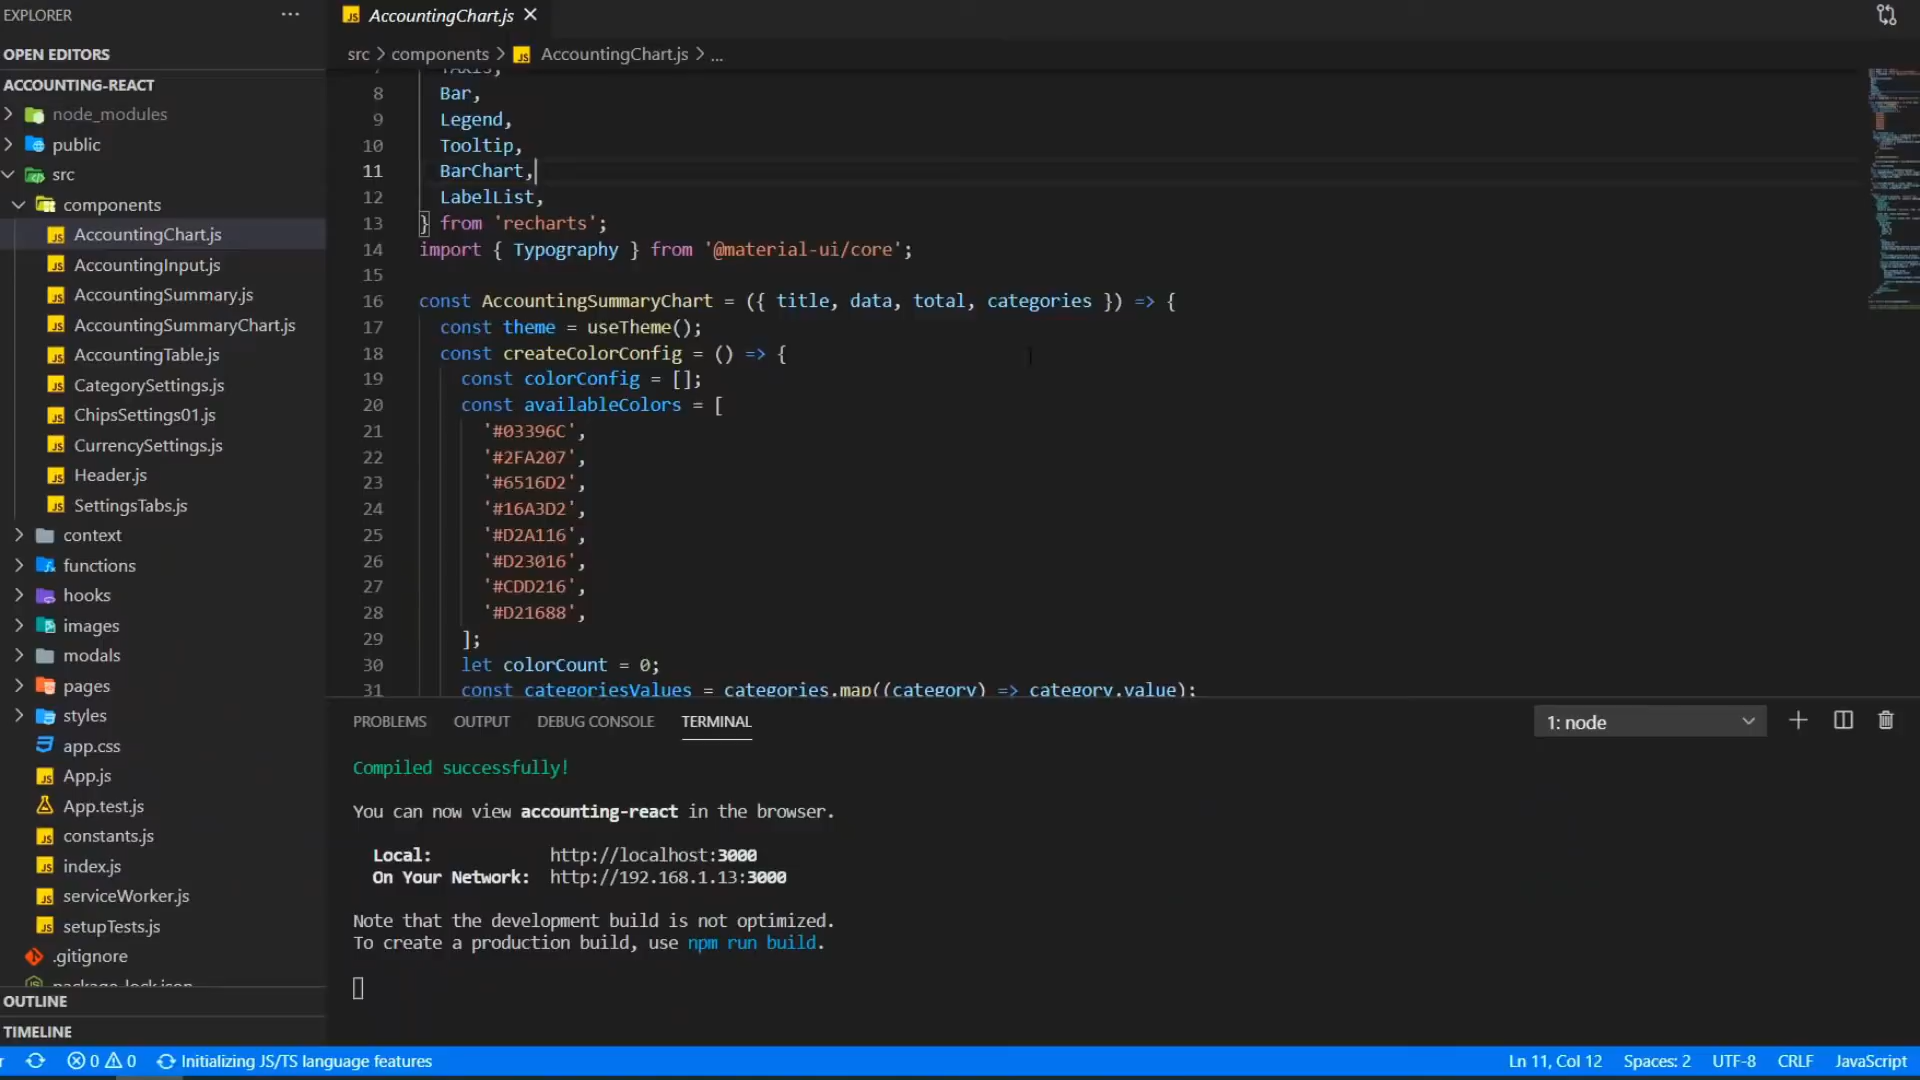 EXPLORER
OPEN EDITORS
ACCOUNTING-REACT
node_modules
public
src
components
AccountingChart.js
AccountingInput.js
AccountingSummary.js
AccountingSummaryChart.js
AccountingTable.js
CategorySettings.js
ChipsSettings01.js
CurrencySettings.js
Header.js
SettingsTabs.js
context
functions
hooks
images
modals
pages
styles
app.css
App.js
App.test.js
constants.js
index.js
serviceWorker.js
setupTests.js
.gitignore
package-lock.json
OUTLINE
TIMELINE
JS AccountingChart.js
src > components > JS AccountingChart.js > ...
7 YAxis,
8 Bar,
9 Legend,
10 Tooltip,
11 BarChart,
12 LabelList,
13 } from 'recharts';
14 import { Typography } from '@material-ui/core';
15
16 const AccountingSummaryChart = ({ title, data, total, categories }) => {
17 const theme = useTheme();
18 const createColorConfig = () => {
19 const colorConfig = [];
20 const availableColors = [
21 '#03396C',
22 '#2FA207',
23 '#6516D2',
24 '#16A3D2',
25 '#D2A116',
26 '#D23016',
27 '#CDD216',
28 '#D21688',
29 ];
30 let colorCount = 0;
31 const categoriesValues = categories.map((category) => category.value);
PROBLEMS OUTPUT DEBUG CONSOLE TERMINAL 1: node
Compiled successfully!
You can now view accounting-react in the browser.
Local: http://localhost:3000
On Your Network: http://192.168.1.13:3000
Note that the development build is not optimized.
To create a production build, use npm run build.
0 0 Initializing JS/TS language features Ln 11, Col 12 Spaces: 2 UTF-8 CRLF JavaScript